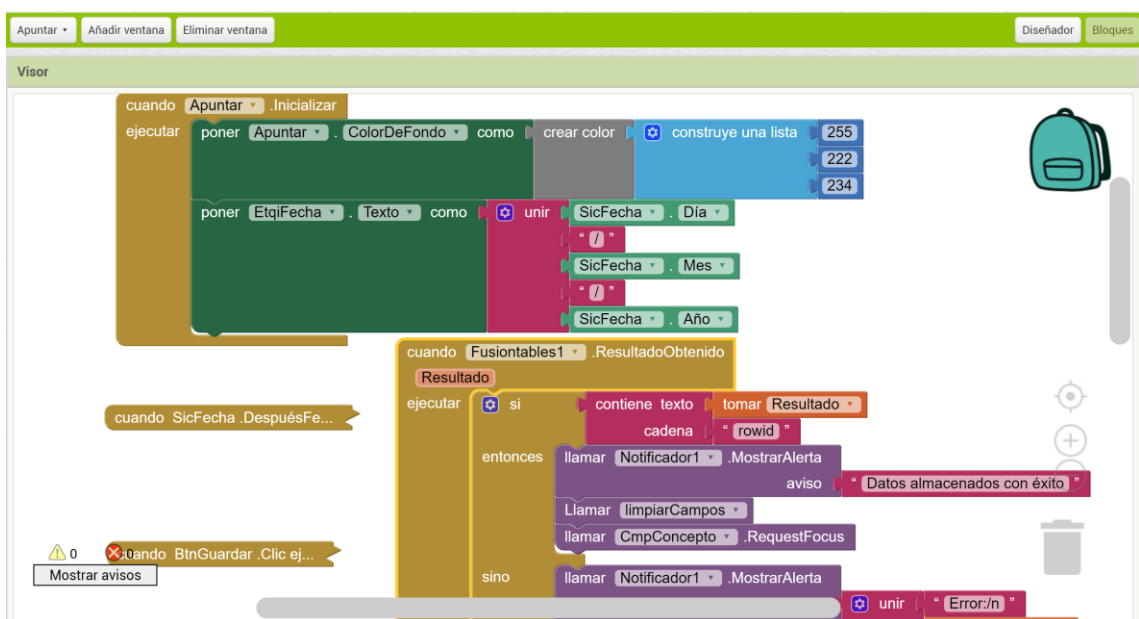 Apuntar Añadir ventana Eliminar ventana Diseñador Bloques
Visor
cuando Apuntar .Inicializar
ejecutar poner Apuntar . ColorDeFondo como crear color construye una lista 255
222
234
poner EtqiFecha . Texto como unir SicFecha . Día
“ / ”
SicFecha . Mes
“ / ”
SicFecha . Año
cuando Fusiontables1 .ResultadoObtenido
Resultado
ejecutar si contiene texto tomar Resultado
cadena “ rowid ”
entonces llamar Notificador1 .MostrarAlerta
aviso “ Datos almacenados con éxito ”
Llamar limpiarCampos
llamar CmpConcepto .RequestFocus
sino llamar Notificador1 .MostrarAlerta
unir “ Error:/n ”
cuando SicFecha .DespuésFe...
cuando BtnGuardar .Clic ej...
0 0
Mostrar avisos